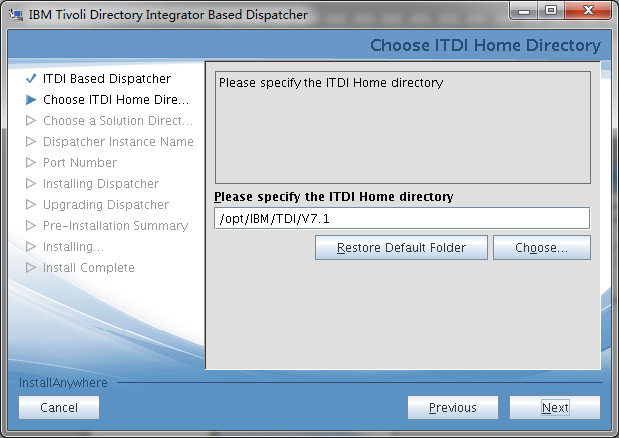 IBM Tivoli Directory Integrator Based Dispatcher
Choose ITDI Home Directory
ITDI Based Dispatcher
Choose ITDI Home Dire...
Choose a Solution Direct...
Dispatcher Instance Name
Port Number
Installing Dispatcher
Upgrading Dispatcher
Pre-Installation Summary
Installing...
Install Complete
Please specify the ITDI Home directory
Please specify the ITDI Home directory
/opt/IBM/TDI/V7.1
Restore Default Folder
Choose...
InstallAnywhere
Cancel
Previous
Next